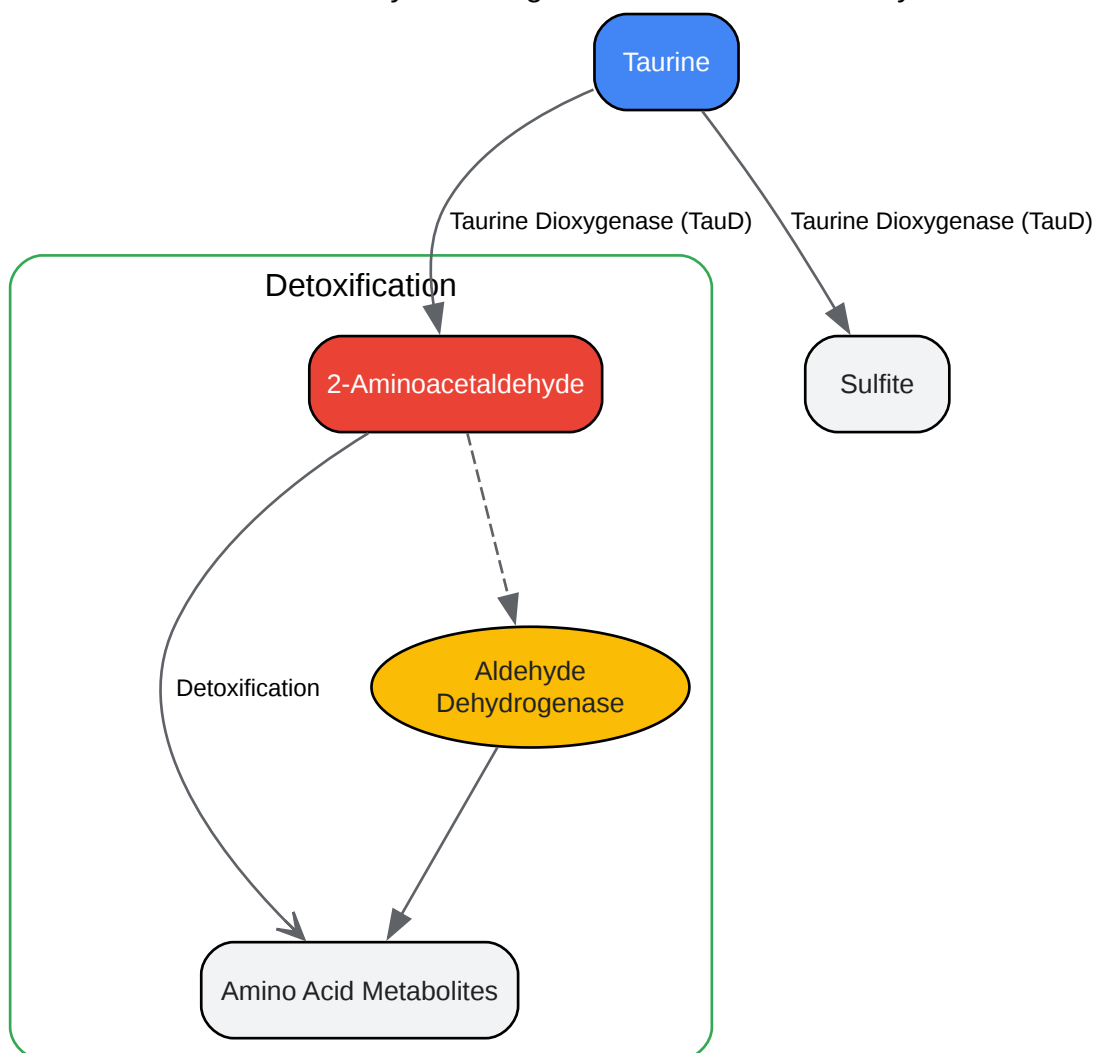 Taurine
Taurine Dioxygenase (TauD)
Taurine Dioxygenase (TauD)
Detoxification
2-Aminoacetaldehyde
Sulfite
Aldehyde
Dehydrogenase
Detoxification
Amino Acid Metabolites